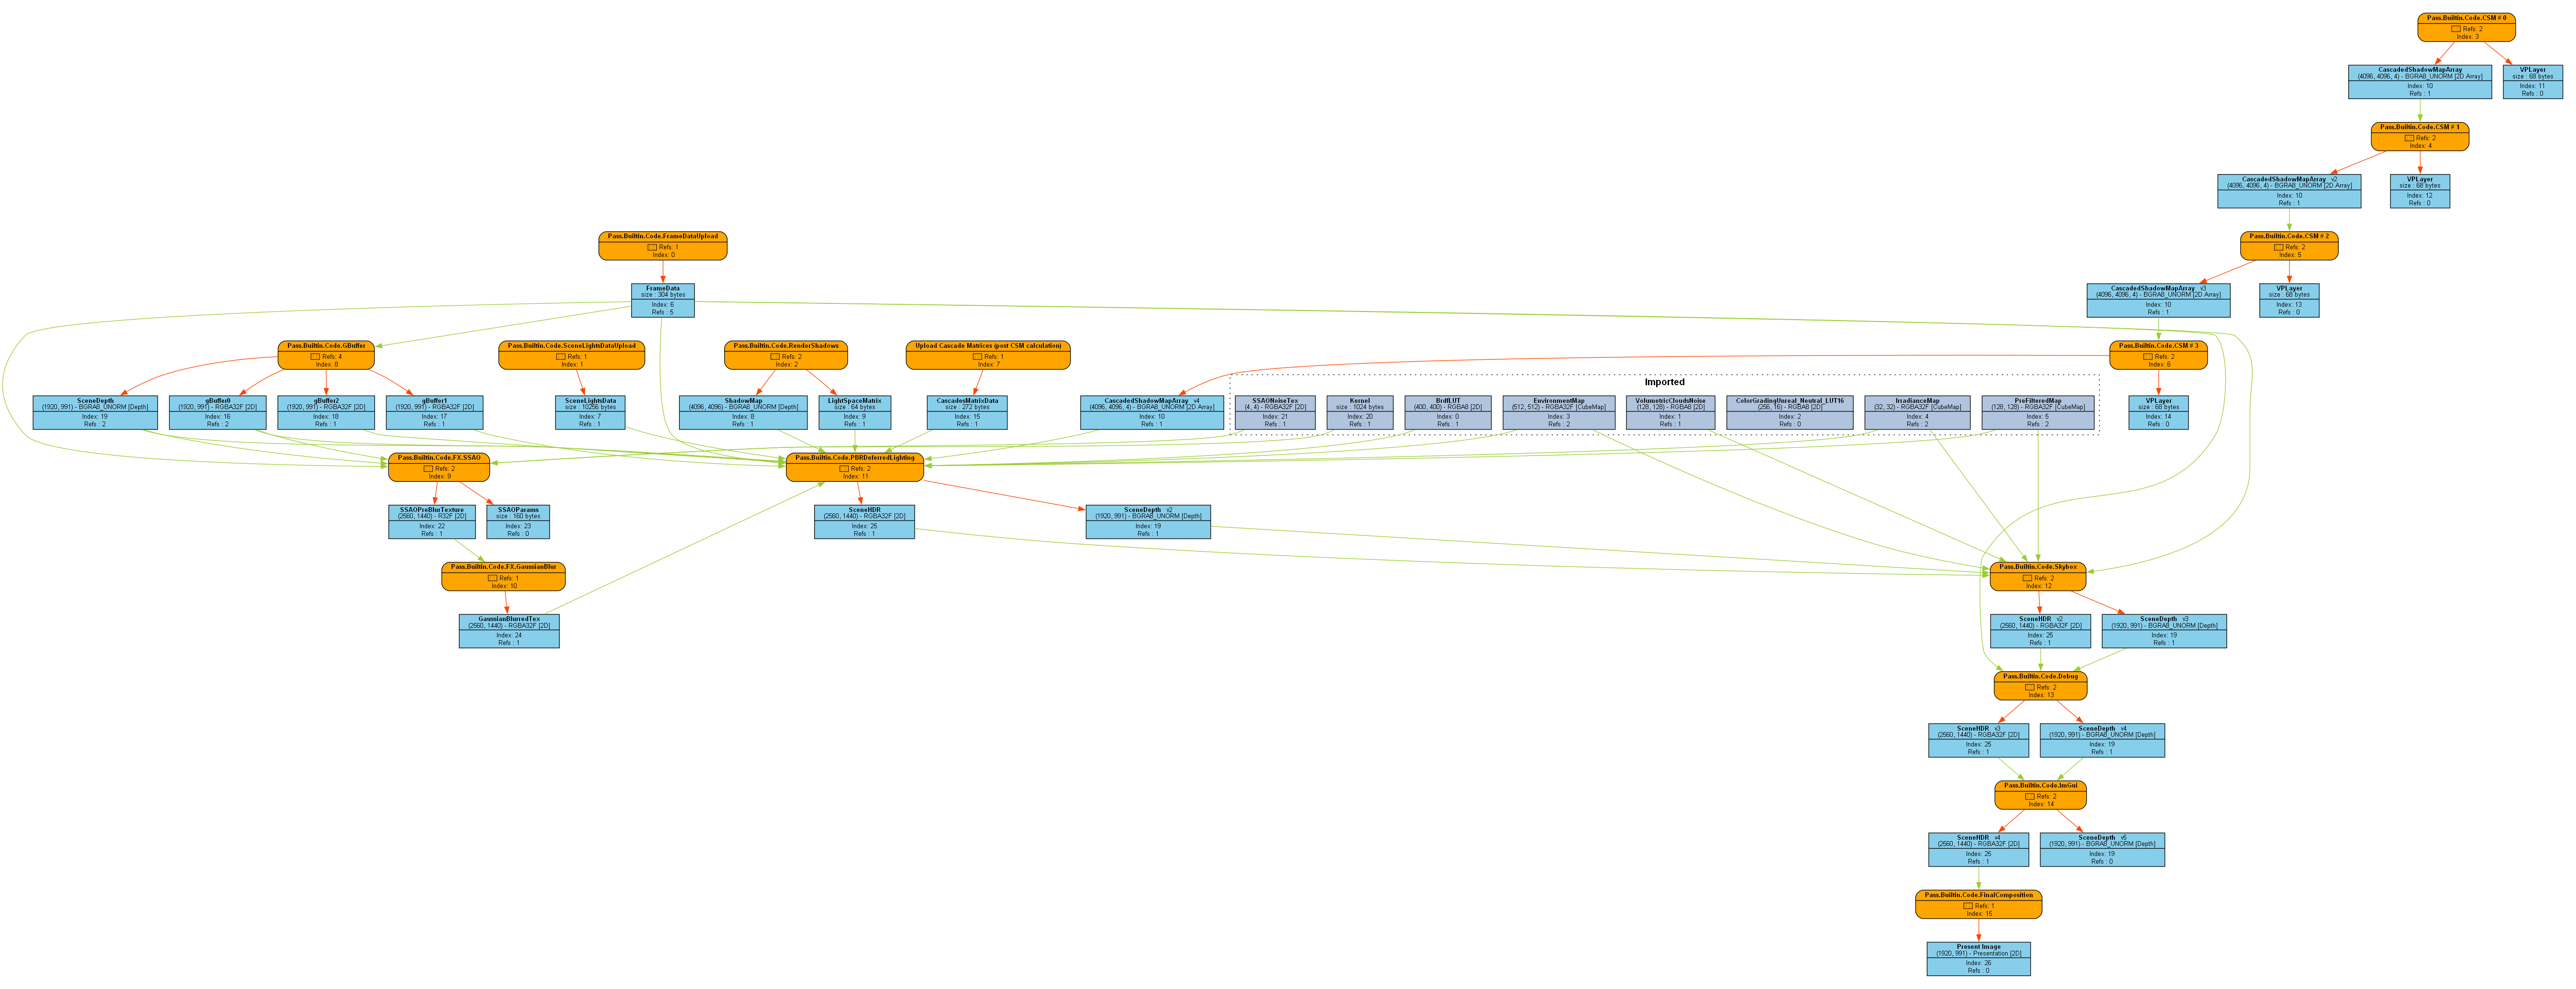 Pass.Builtin.Code.CSM # 0
Refs: 2
Index: 3
CascadedShadowMapArray
(4096, 4096, 4) - BGRA8_UNORM [2D Array]
Index: 10
Refs : 1
VPLayer
size : 68 bytes
Index: 11
Refs : 0
Pass.Builtin.Code.CSM # 1
Refs: 2
Index: 4
CascadedShadowMapArray v2
(4096, 4096, 4) - BGRA8_UNORM [2D Array]
Index: 10
Refs : 1
VPLayer
size : 68 bytes
Index: 12
Refs : 0
Pass.Builtin.Code.FrameDataUpload
Refs: 1
Index: 0
Pass.Builtin.Code.CSM # 2
Refs: 2
Index: 5
FrameData
size : 304 bytes
Index: 6
Refs : 5
CascadedShadowMapArray v3
(4096, 4096, 4) - BGRA8_UNORM [2D Array]
Index: 10
Refs : 1
VPLayer
size : 68 bytes
Index: 13
Refs : 0
Pass.Builtin.Code.GBuffer
Refs: 4
Index: 8
Pass.Builtin.Code.SceneLightsDataUpload
Refs: 1
Index: 1
Pass.Builtin.Code.RenderShadows
Refs: 2
Index: 2
Upload Cascade Matrices (post CSM calculation)
Refs: 1
Index: 7
Pass.Builtin.Code.CSM # 3
Refs: 2
Index: 6
Imported
SceneDepth
(1920, 991) - BGRA8_UNORM [Depth]
Index: 19
Refs : 2
gBuffer0
(1920, 991) - RGBA32F [2D]
Index: 16
Refs : 2
gBuffer2
(1920, 991) - RGBA32F [2D]
Index: 18
Refs : 1
gBuffer1
(1920, 991) - RGBA32F [2D]
Index: 17
Refs : 1
SceneLightsData
size : 10256 bytes
Index: 7
Refs : 1
ShadowMap
(4096, 4096) - BGRA8_UNORM [Depth]
Index: 8
Refs : 1
LightSpaceMatrix
size : 64 bytes
Index: 9
Refs : 1
CascadesMatrixData
size : 272 bytes
Index: 15
Refs : 1
CascadedShadowMapArray v4
(4096, 4096, 4) - BGRA8_UNORM [2D Array]
Index: 10
Refs : 1
SSAONoiseTex
(4, 4) - RGBA32F [2D]
Index: 21
Refs : 1
Kernel
size : 1024 bytes
Index: 20
Refs : 1
BrdfLUT
(400, 400) - RGBA8 [2D]
Index: 0
Refs : 1
EnvironmentMap
(512, 512) - RGBA32F [CubeMap]
Index: 3
Refs : 2
VolumetricCloudsNoise
(128, 128) - RGBA8 [2D]
Index: 1
Refs : 1
ColorGradingUnreal_Neutral_LUT16
(256, 16) - RGBA8 [2D]
Index: 2
Refs : 0
IrradianceMap
(32, 32) - RGBA32F [CubeMap]
Index: 4
Refs : 2
PreFilteredMap
(128, 128) - RGBA32F [CubeMap]
Index: 5
Refs : 2
VPLayer
size : 68 bytes
Index: 14
Refs : 0
Pass.Builtin.Code.FX.SSAO
Refs: 2
Index: 9
Pass.Builtin.Code.PBRDeferredLighting
Refs: 2
Index: 11
SSAOPreBlurTexture
(2560, 1440) - R32F [2D]
Index: 22
Refs : 1
SSAOParams
size : 160 bytes
Index: 23
Refs : 0
SceneHDR
(2560, 1440) - RGBA32F [2D]
Index: 25
Refs : 1
SceneDepth v2
(1920, 991) - BGRA8_UNORM [Depth]
Index: 19
Refs : 1
Pass.Builtin.Code.FX.GaussianBlur
Refs: 1
Index: 10
Pass.Builtin.Code.Skybox
Refs: 2
Index: 12
GaussianBlurredTex
(2560, 1440) - RGBA32F [2D]
Index: 24
Refs : 1
SceneHDR v2
(2560, 1440) - RGBA32F [2D]
Index: 25
Refs : 1
SceneDepth v3
(1920, 991) - BGRA8_UNORM [Depth]
Index: 19
Refs : 1
Pass.Builtin.Code.Debug
Refs: 2
Index: 13
SceneHDR v3
(2560, 1440) - RGBA32F [2D]
Index: 25
Refs : 1
SceneDepth v4
(1920, 991) - BGRA8_UNORM [Depth]
Index: 19
Refs : 1
Pass.Builtin.Code.ImGui
Refs: 2
Index: 14
SceneHDR v4
(2560, 1440) - RGBA32F [2D]
Index: 25
Refs : 1
SceneDepth v5
(1920, 991) - BGRA8_UNORM [Depth]
Index: 19
Refs : 0
Pass.Builtin.Code.FinalComposition
Refs: 1
Index: 15
Present Image
(1920, 991) - Presentation [2D]
Index: 26
Refs : 0